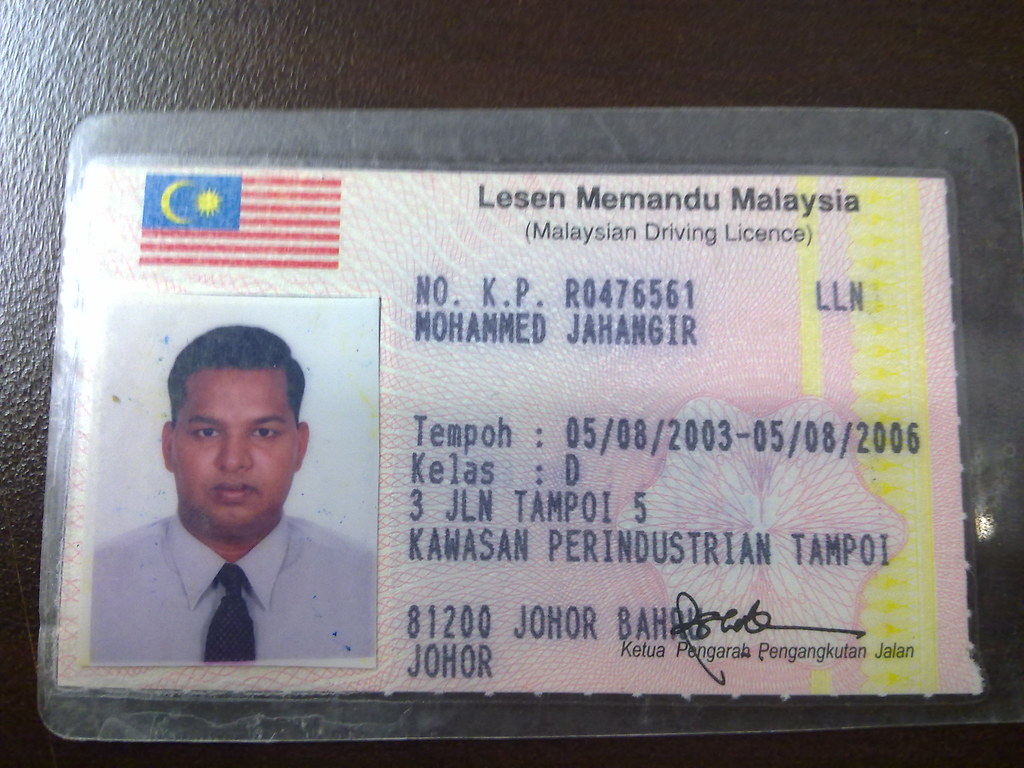 Lesen Memandu Malaysia
(Malaysian Driving Licence)
NO. K.P. R0476561 LLN
MOHAMMED JAHANGIR
Tempoh : 05/08/2003-05/08/2006
Kelas : D
3 JLN TAMPOI 5
KAWASAN PERINDUSTRIAN TAMPOI
81200 JOHOR BAHRU
JOHOR
Ketua Pengarah Pengangkutan Jalan